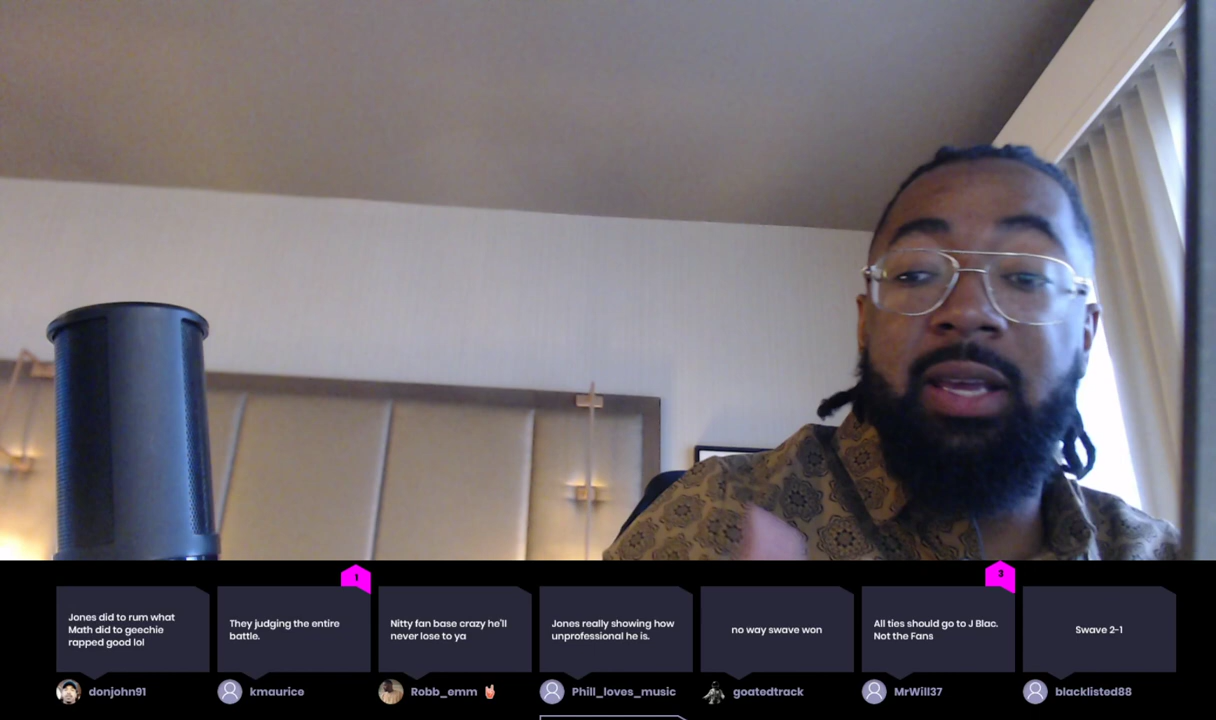 1
3
Jones did to rum what
Math did to geechie
rapped good lol
They judging the entire
battle.
Nitty fan base crazy he'll
never lose to ya
Jones really showing how
unprofessional he is.
no way swave won
All ties should go to J Blac.
Not the Fans
Swave 2-1
donjohn91
kmaurice
Robb_emm 🤘🏻
Phill_loves_music
goatedtrack
MrWill37
blacklisted88